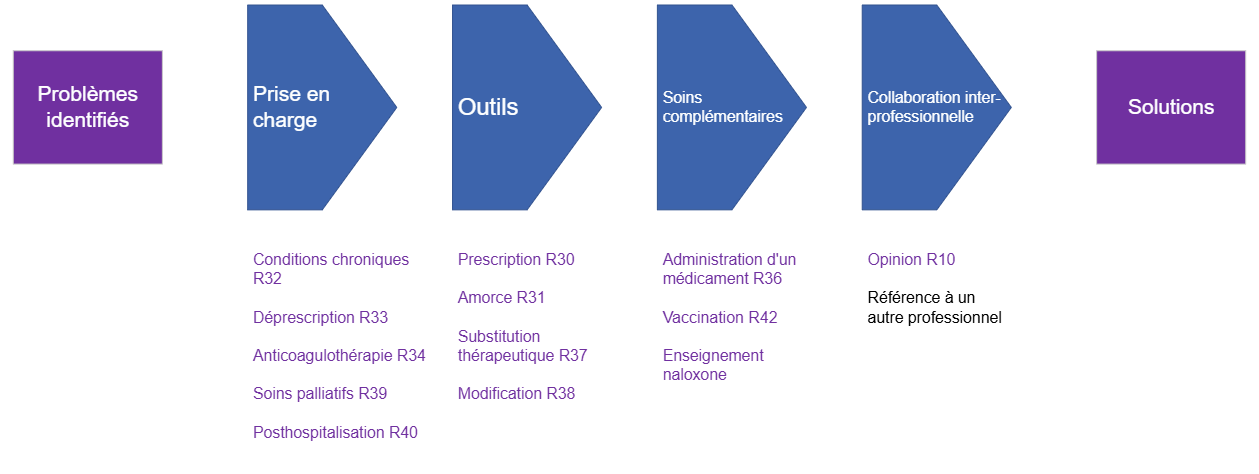 Problèmes
identifiés
Prise en
charge
Outils
Soins
complémentaires
Collaboration inter-
professionnelle
Solutions
Conditions chroniques
R32
Déprescription R33
Anticoagulothérapie R34
Soins palliatifs R39
Posthospitalisation R40
Prescription R30
Amorce R31
Substitution
thérapeutique R37
Modification R38
Administration d'un
médicament R36
Vaccination R42
Enseignement
naloxone
Opinion R10
Référence à un
autre professionnel